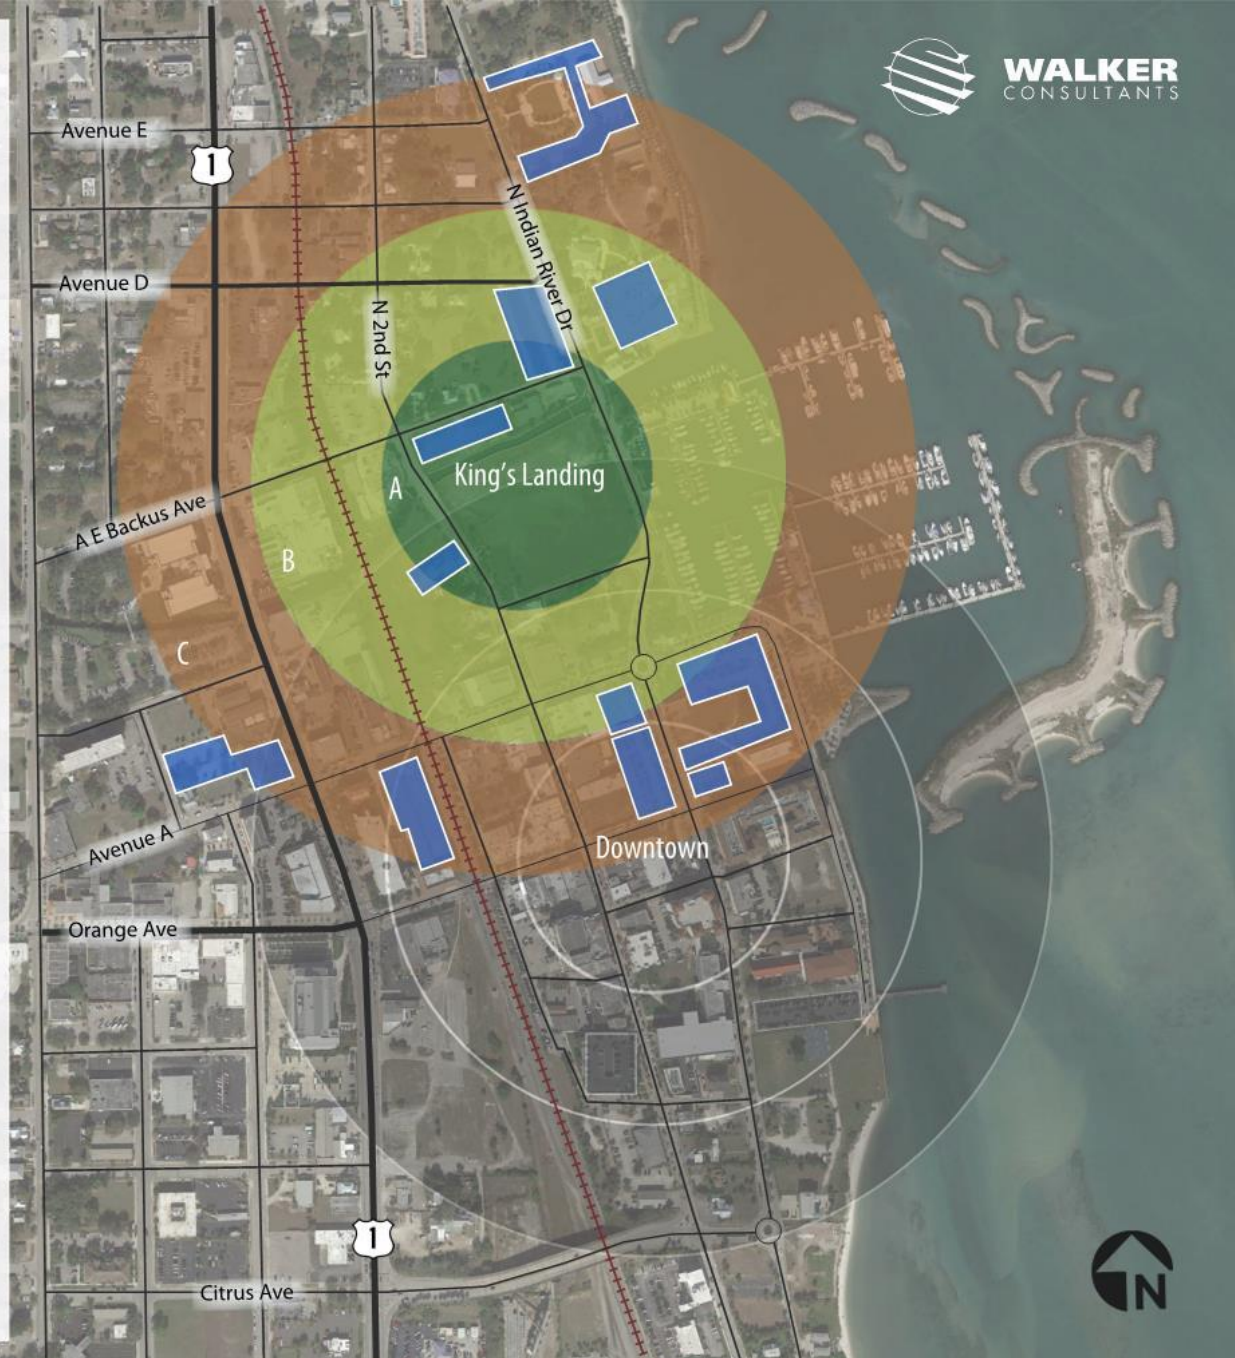 WALKER
CONSULTANTS
Avenue E
1
N Indian River Dr
Avenue D
N 2nd St
King's Landing
A
A E Backus Ave
B
C
Avenue A
Downtown
Orange Ave
1
Citrus Ave
N